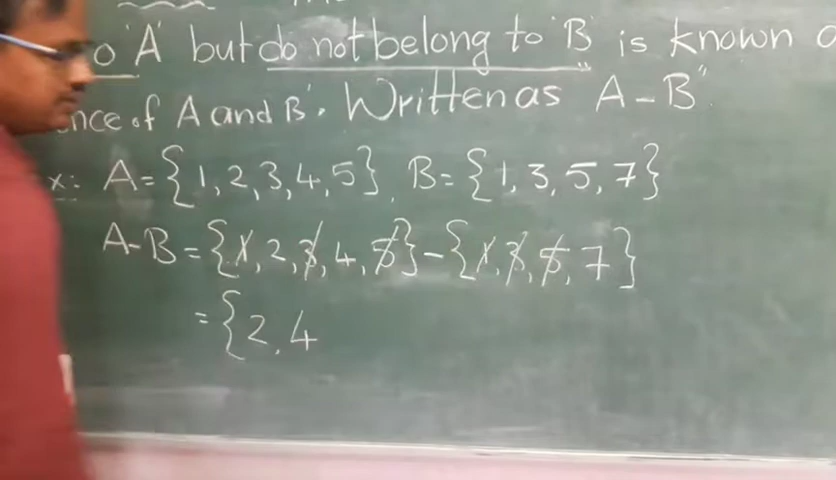 o 'A' but do not belong to 'B' is known
nce of A and B'. Written as A - B"
x: A = {1, 2, 3, 4, 5}, B = {1, 3, 5, 7}
A-B = {1, 2, 3, 4, 5} - {1, 3, 5, 7}
= {2, 4